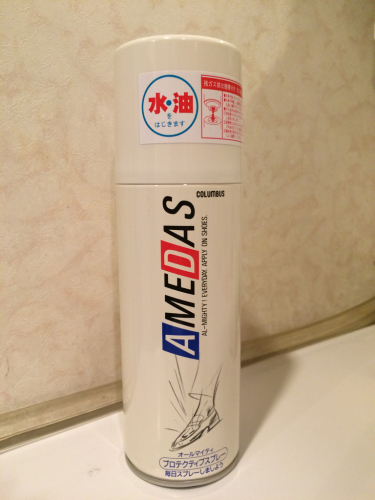 水・油
を
はじきます
COLUMBUS
AMEDAS
AL-MIGHTY! EVERYDAY. APPLY ON SHOES.
オールマイティ
プロテクティブスプレー
毎日スプレーしましょう